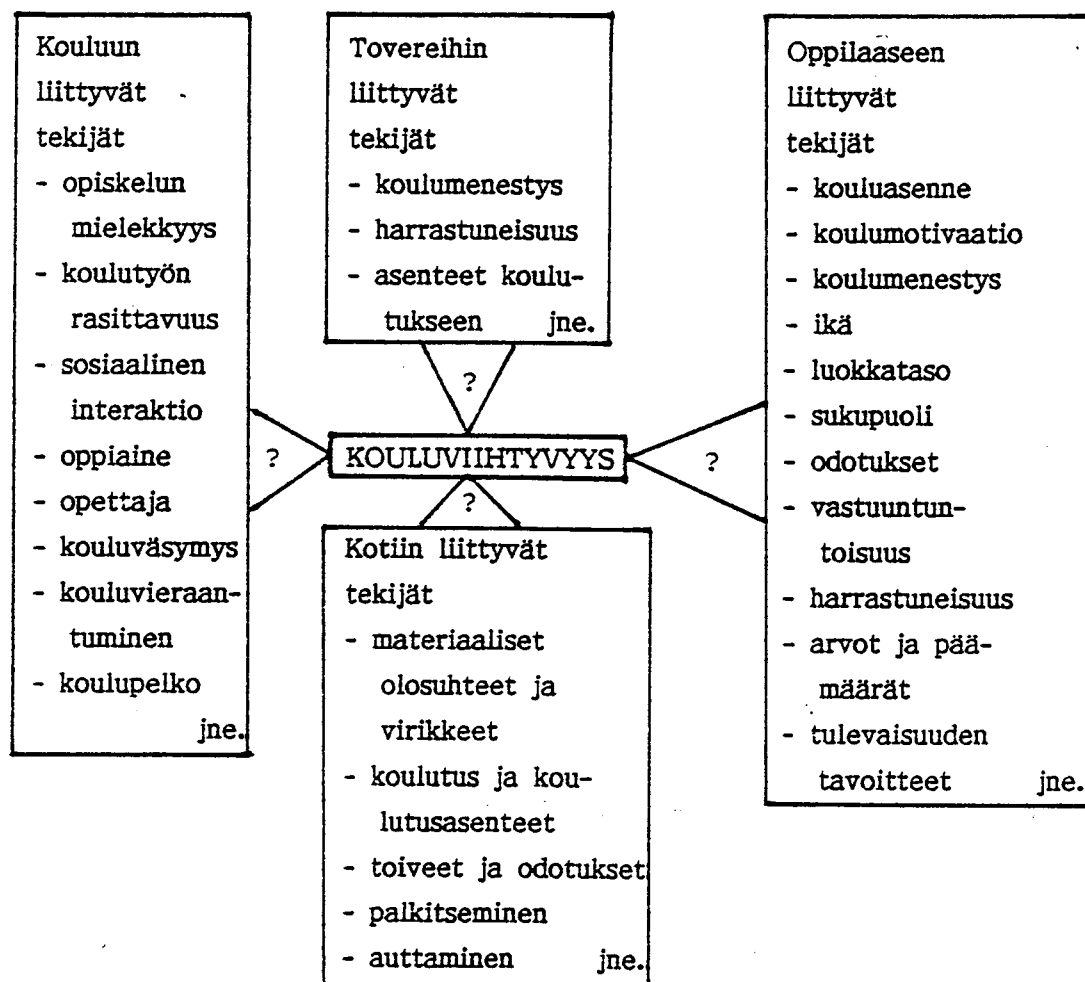 Kouluun
liittyvät
tekijät
- opiskelun
mielekkyys
- koulutyön
rasittavuus
- sosiaalinen
interaktio
- oppiaine
- opettaja
- kouluväsymys
- kouluvieraan-
tuminen
- koulupelko
jne.
?
Tovereihin
liittyvät
tekijät
- koulumenestys
- harrastuneisuus
- asenteet koulu-
tukseen jne.
?
KOULUVIIHTYVYYS
?
Kotiin liittyvät
tekijät
- materiaaliset
olosuhteet ja
virikkeet
- koulutus ja kou-
lutusasenteet
- toiveet ja odotukset
- palkitseminen
- auttaminen jne.
?
Oppilaaseen
liittyvät
tekijät
- kouluasenne
- koulumotivaatio
- koulumenestys
- ikä
- luokkataso
- sukupuoli
- odotukset
- vastuuntun-
toisuus
- harrastuneisuus
- arvot ja pää-
määrät
- tulevaisuuden
tavoitteet jne.